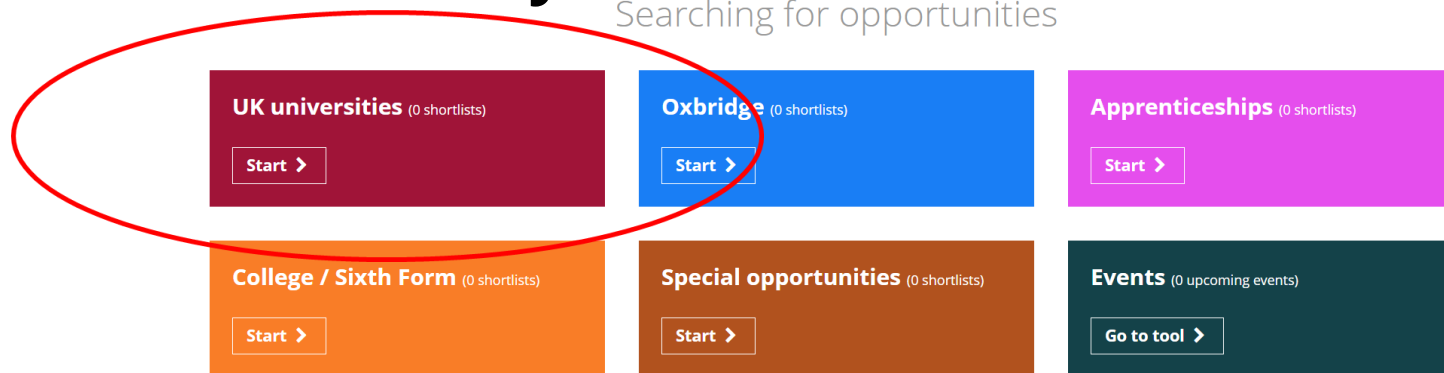 Searching for opportunities
UK universities (0 shortlists)
Start
Oxbridge (0 shortlists)
Start
Apprenticeships (0 shortlists)
Start
College / Sixth Form (0 shortlists)
Start
Special opportunities (0 shortlists)
Start
Events (0 upcoming events)
Go to tool